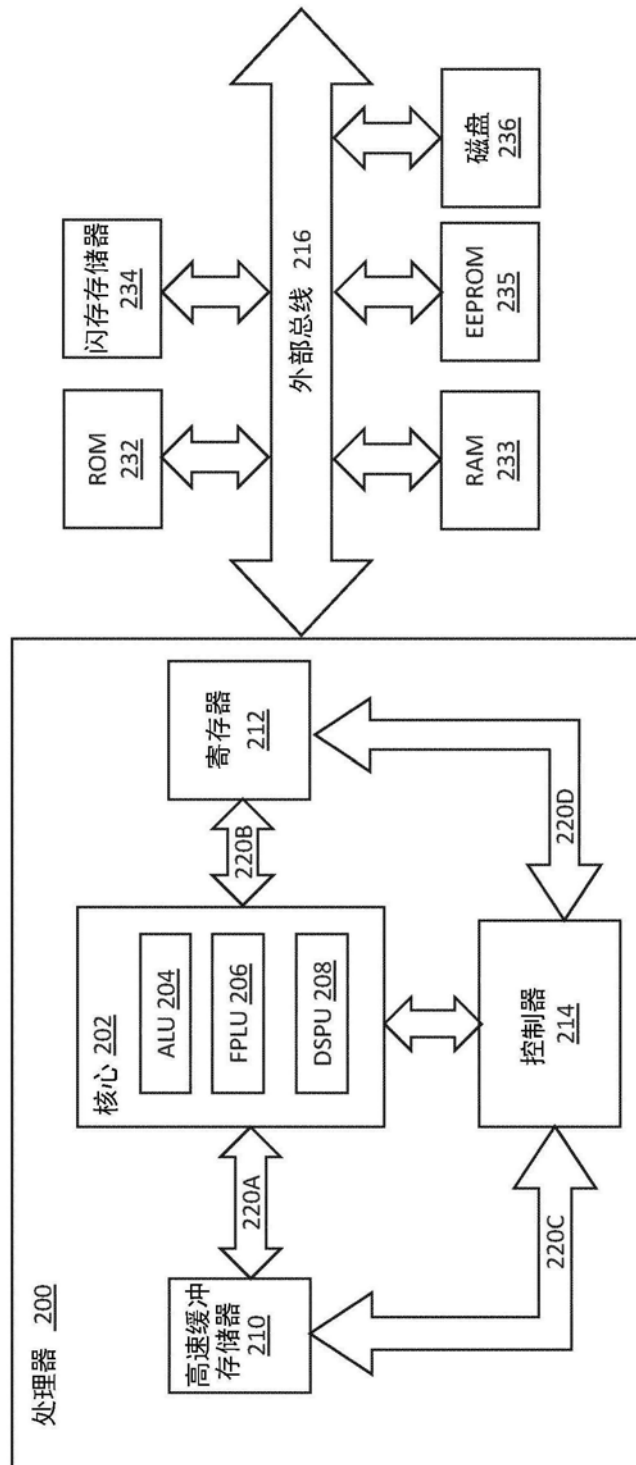 处理器 200
核心 202
ALU 204
FPLU 206
DSPU 208
高速缓冲
存储器
210
220A
220B
寄存器
212
220C
控制器
214
220D
ROM
232
闪存存储器
234
外部总线 216
RAM
233
EEPROM
235
磁盘
236